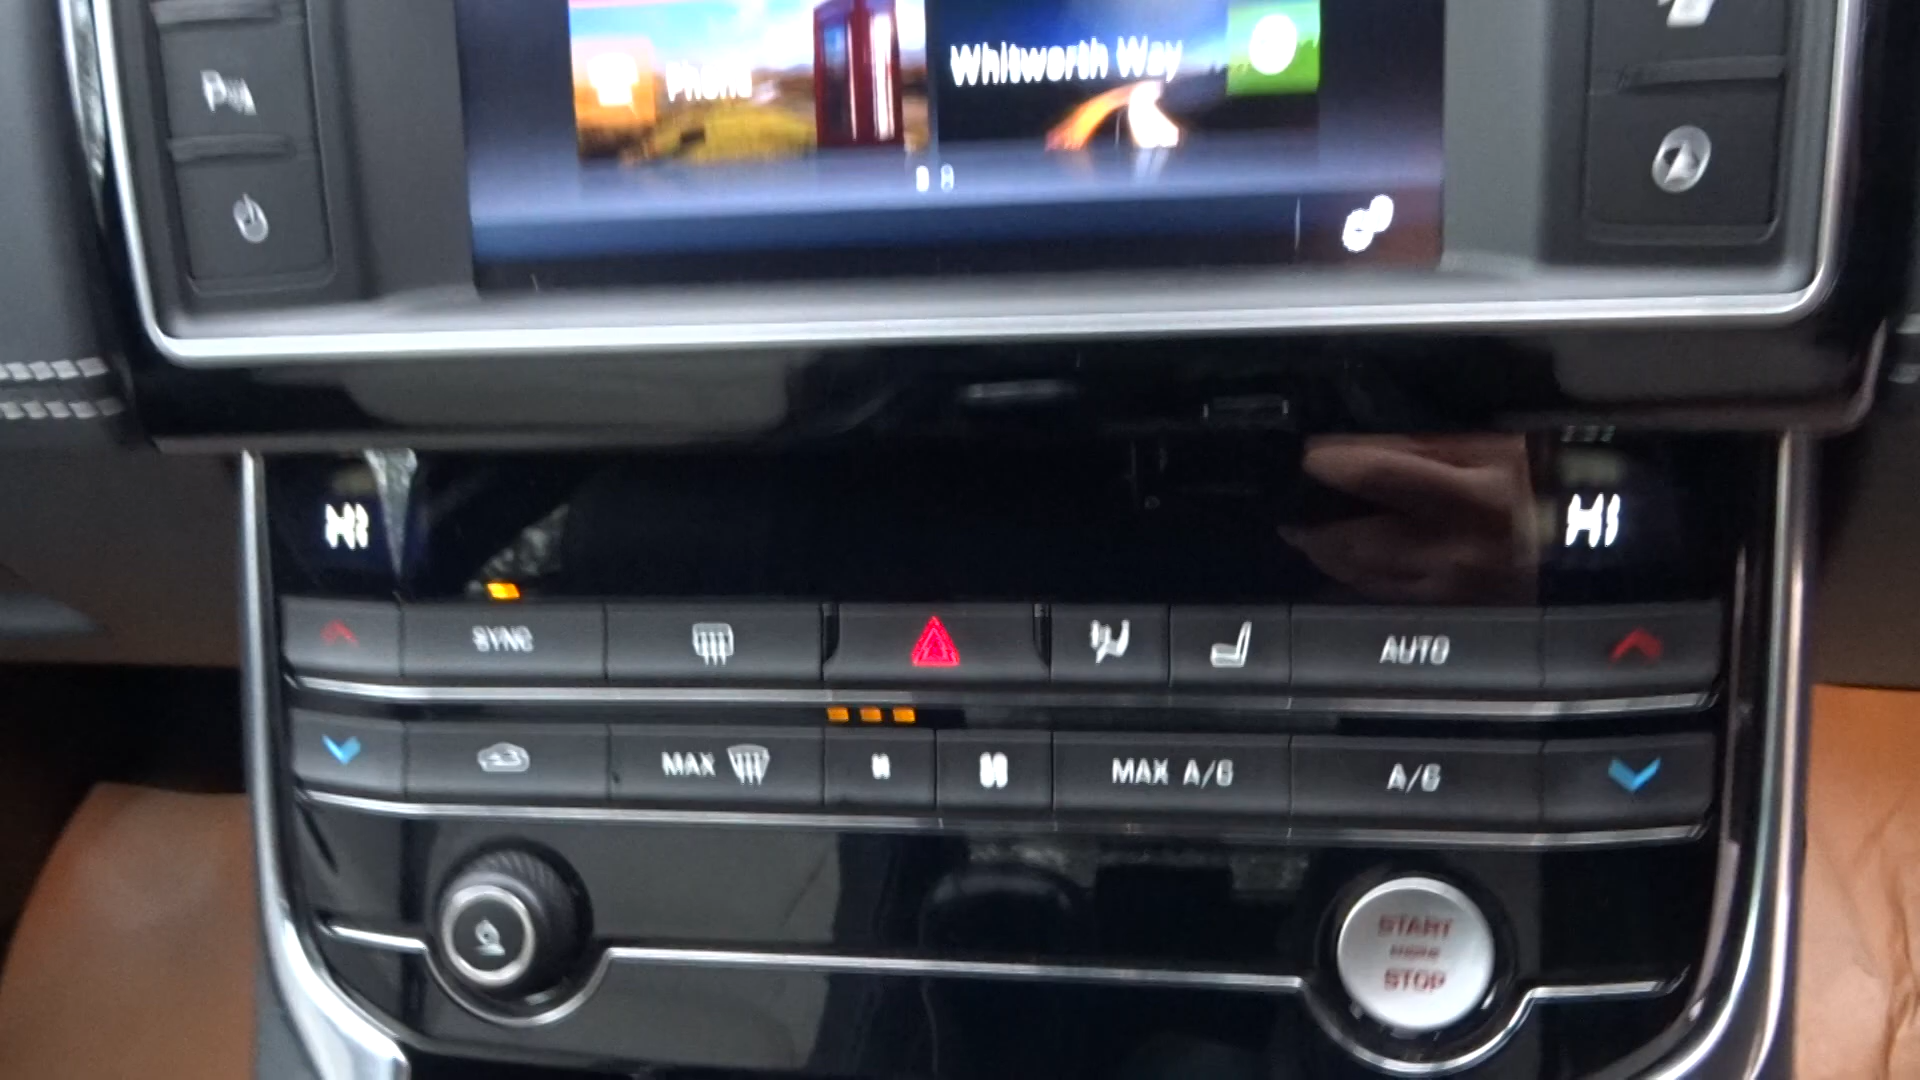 Phone
Whitworth Way
HI
HI
SYNC
AUTO
MAX
MAX A/C
A/C
START
STOP